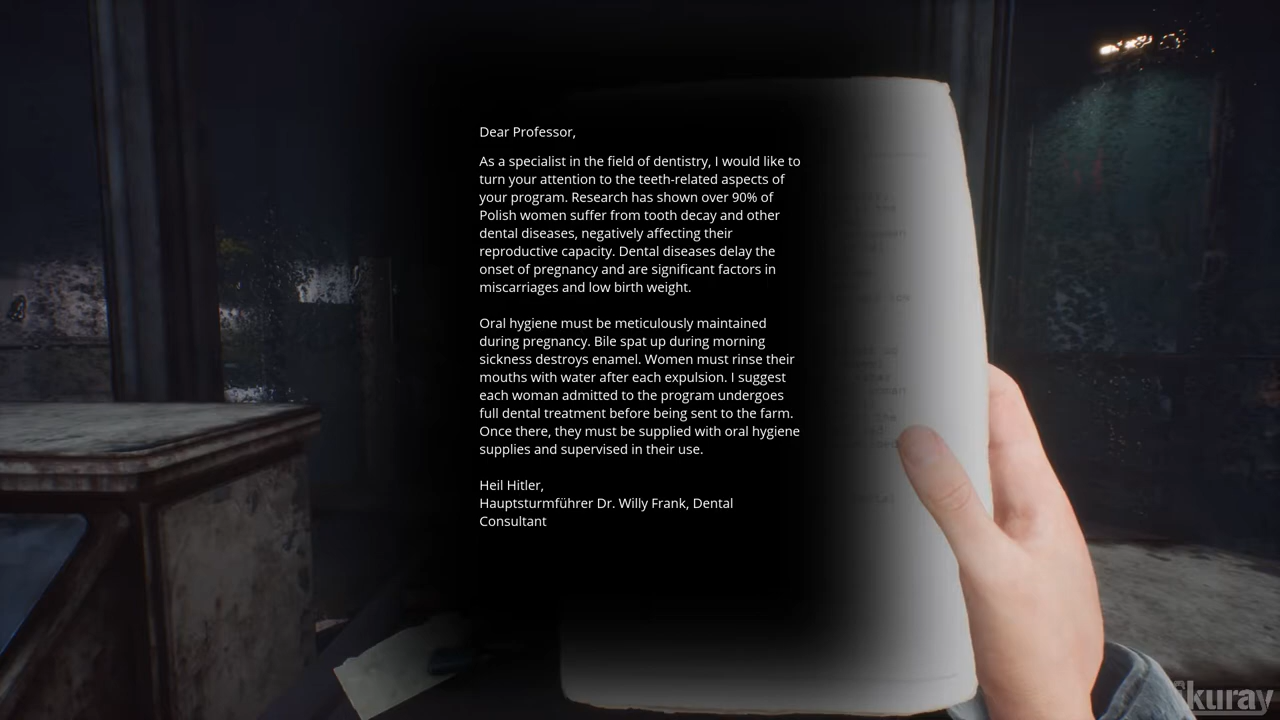 Dear Professor,
As a specialist in the field of dentistry, I would like to
turn your attention to the teeth-related aspects of
your program. Research has shown over 90% of
Polish women suffer from tooth decay and other
dental diseases, negatively affecting their
reproductive capacity. Dental diseases delay the
onset of pregnancy and are significant factors in
miscarriages and low birth weight.
Oral hygiene must be meticulously maintained
during pregnancy. Bile spat up during morning
sickness destroys enamel. Women must rinse their
mouths with water after each expulsion. I suggest
each woman admitted to the program undergoes
full dental treatment before being sent to the farm.
Once there, they must be supplied with oral hygiene
supplies and supervised in their use.
Heil Hitler,
Hauptsturmführer Dr. Willy Frank, Dental
Consultant